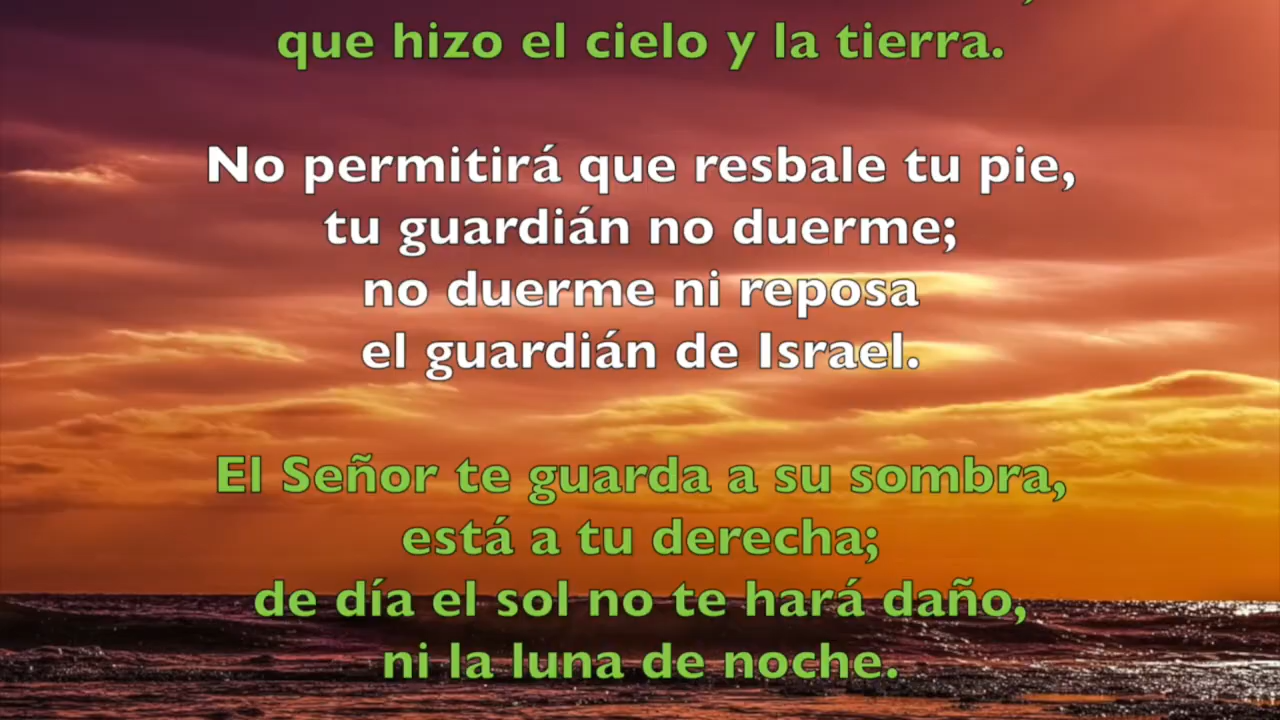 que hizo el cielo y la tierra.
No permitirá que resbale tu pie,
tu guardián no duerme;
no duerme ni reposa
el guardián de Israel.
El Señor te guarda a su sombra,
está a tu derecha;
de día el sol no te hará daño,
ni la luna de noche.